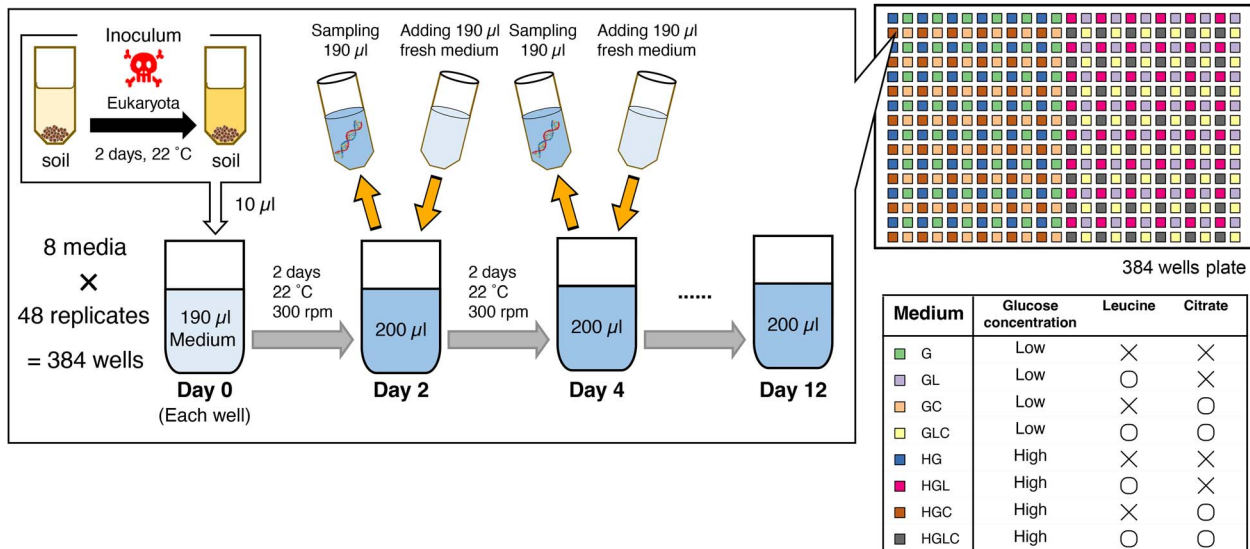 Inoculum
Eukaryota
2 days, 22 ˚C
soil
soil
10 µl
8 media
×
48 replicates
= 384 wells
190 µl
Medium
Day 0
(Each well)
2 days
22 ˚C
300 rpm
Sampling
190 µl
Adding 190 µl
fresh medium
200 µl
Day 2
2 days
22 ˚C
300 rpm
Sampling
190 µl
Adding 190 µl
fresh medium
200 µl
Day 4
......
200 µl
Day 12
384 wells plate
Medium Glucose concentration Leucine Citrate
G Low × ×
GL Low ○ ×
GC Low × ○
GLC Low ○ ○
HG High × ×
HGL High ○ ×
HGC High × ○
HGLC High ○ ○